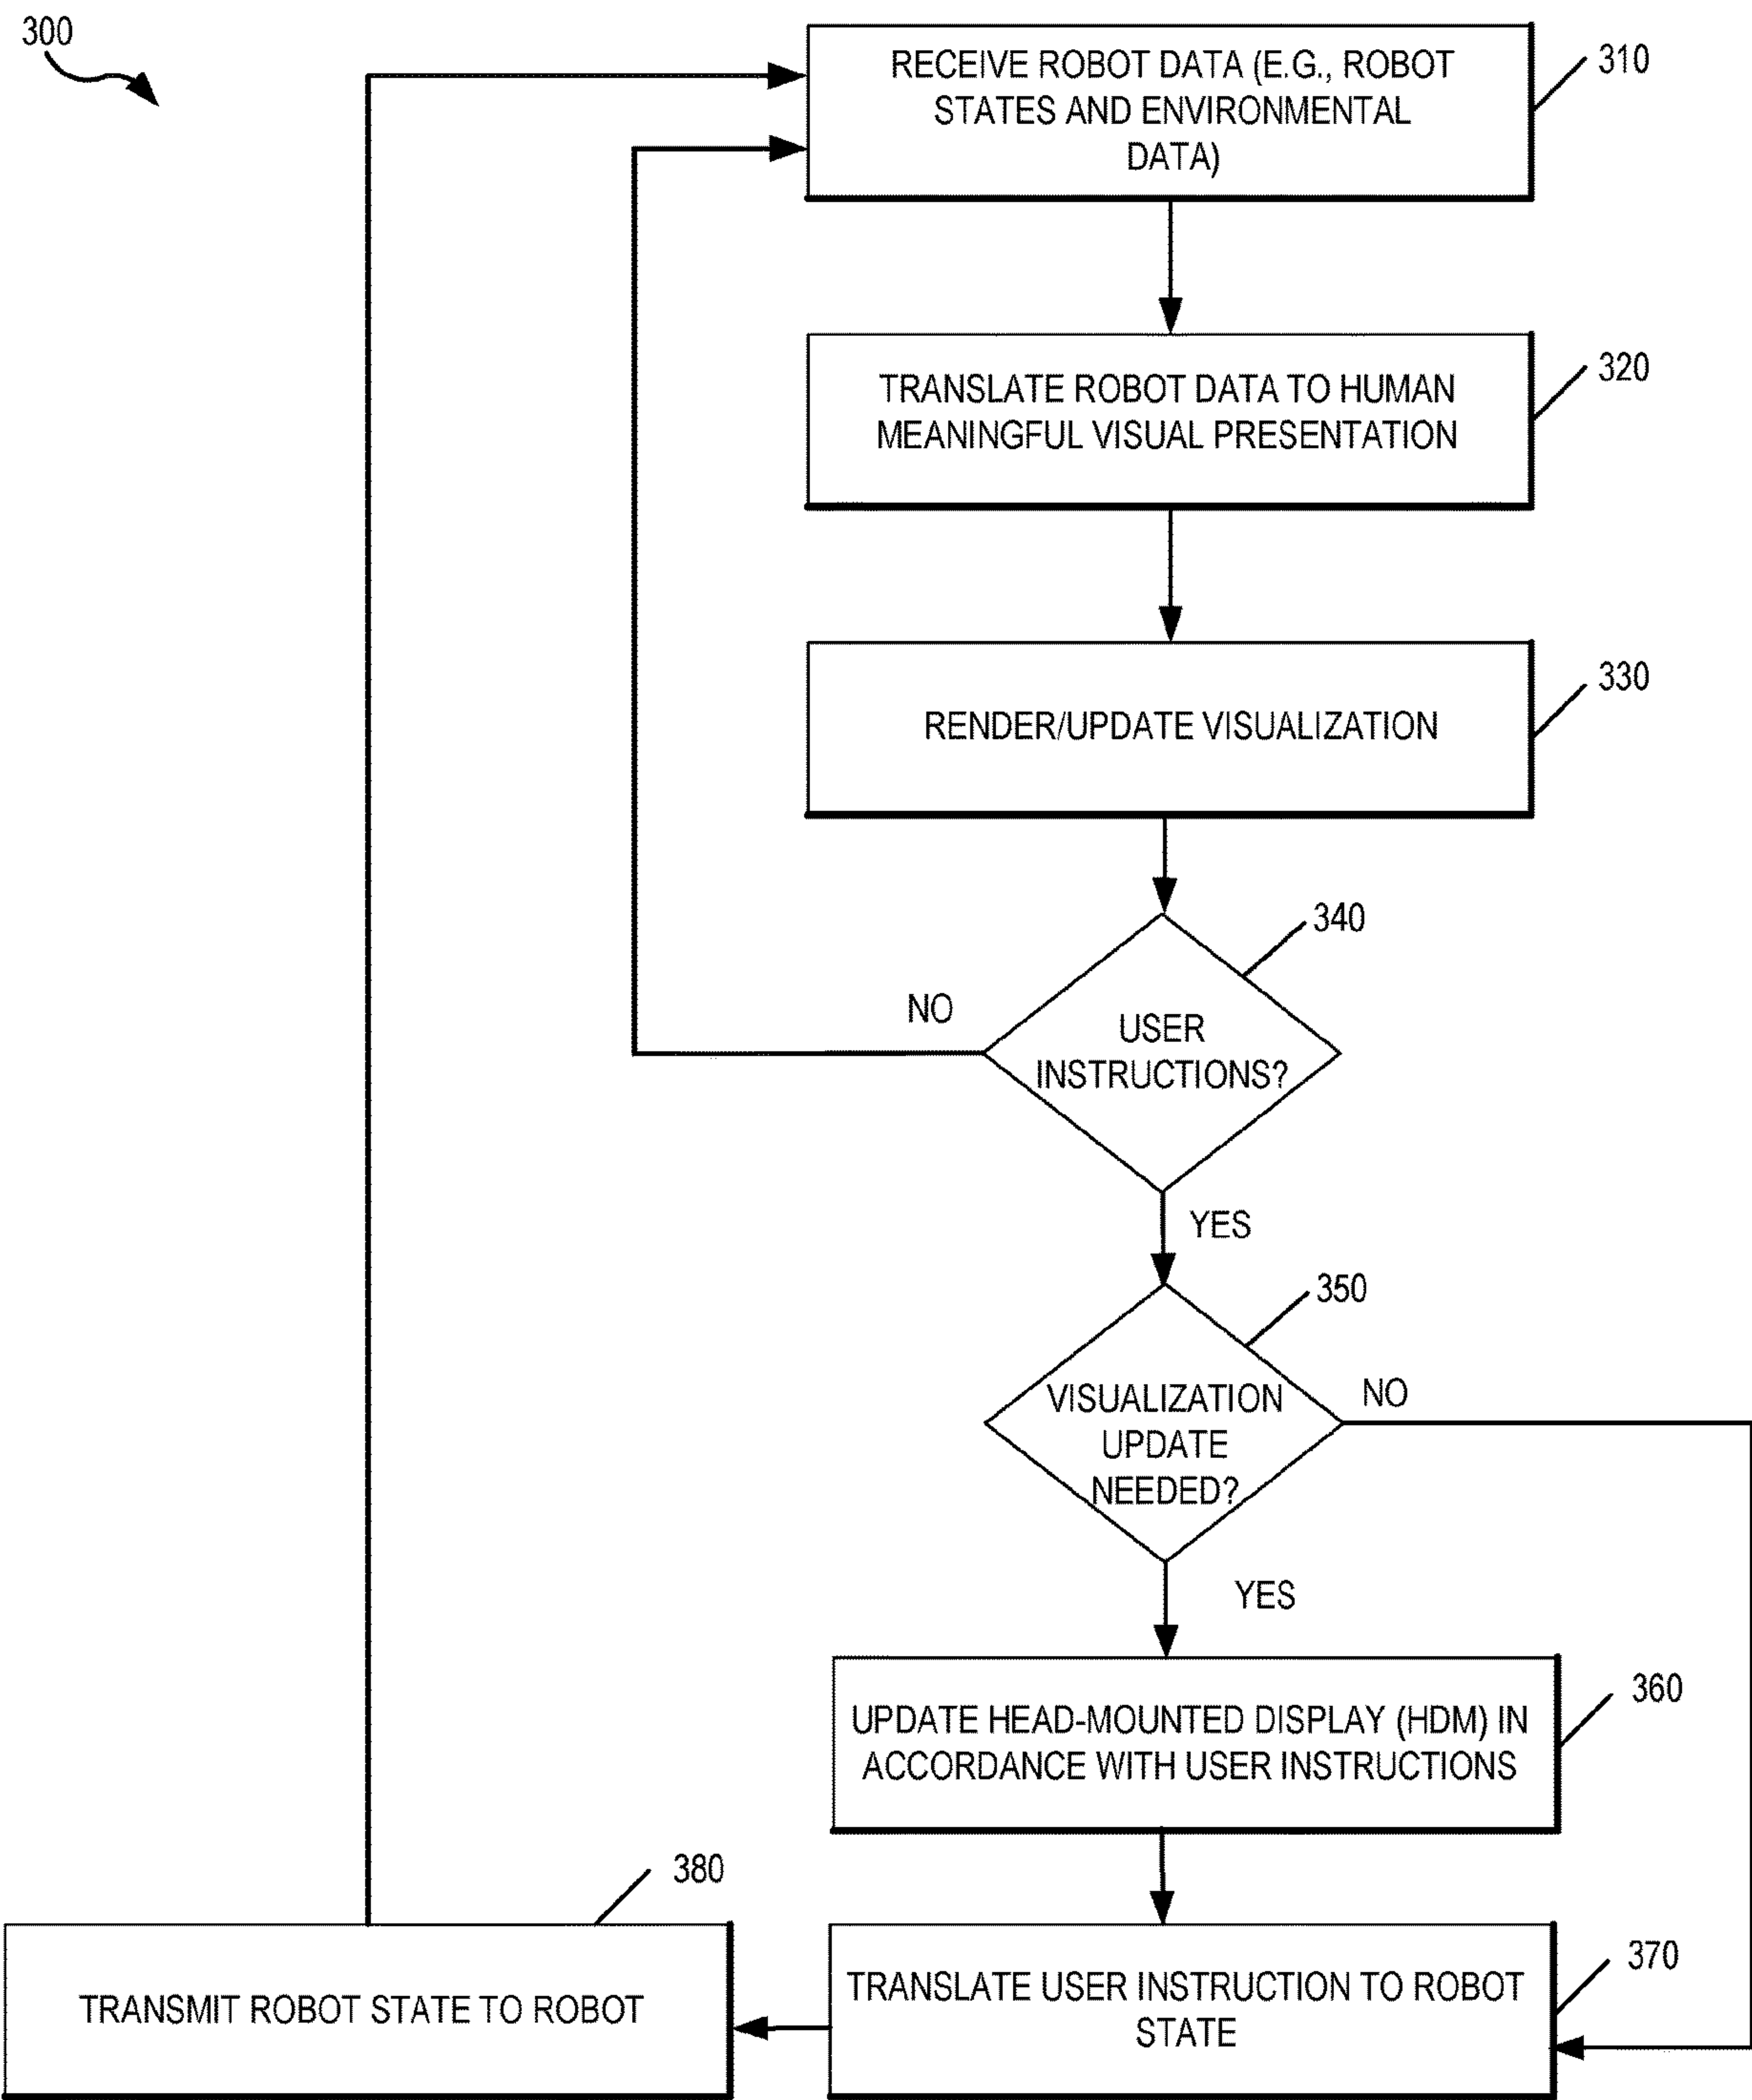 300
RECEIVE ROBOT DATA (E.G., ROBOT
STATES AND ENVIRONMENTAL
DATA)
310
TRANSLATE ROBOT DATA TO HUMAN
MEANINGFUL VISUAL PRESENTATION
320
RENDER/UPDATE VISUALIZATION
330
340
NO
USER
INSTRUCTIONS?
YES
350
VISUALIZATION
UPDATE
NEEDED?
NO
YES
UPDATE HEAD-MOUNTED DISPLAY (HDM) IN
ACCORDANCE WITH USER INSTRUCTIONS
360
TRANSLATE USER INSTRUCTION TO ROBOT
STATE
370
380
TRANSMIT ROBOT STATE TO ROBOT